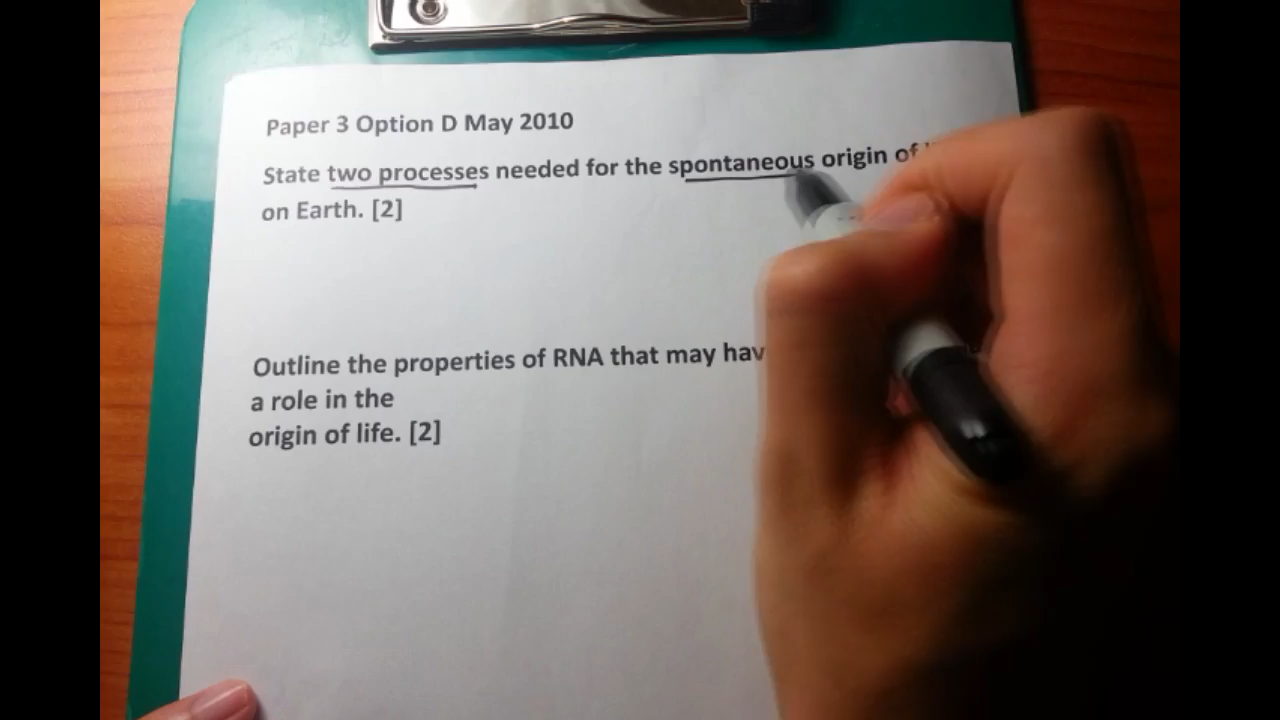 Paper 3 Option D May 2010
State two processes needed for the spontaneous origin of
on Earth. [2]
Outline the properties of RNA that may hav
a role in the
origin of life. [2]